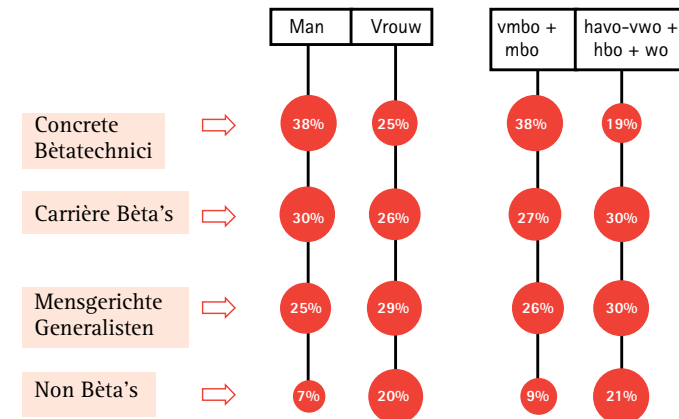 Man Vrouw vmbo + havo-vwo +
mbo hbo + wo
Concrete
Bètatechnici
38% 25% 38% 19%
Carrière Bèta's
30% 26% 27% 30%
Mensgerichte
Generalisten
25% 29% 26% 30%
Non Bèta's
7% 20% 9% 21%